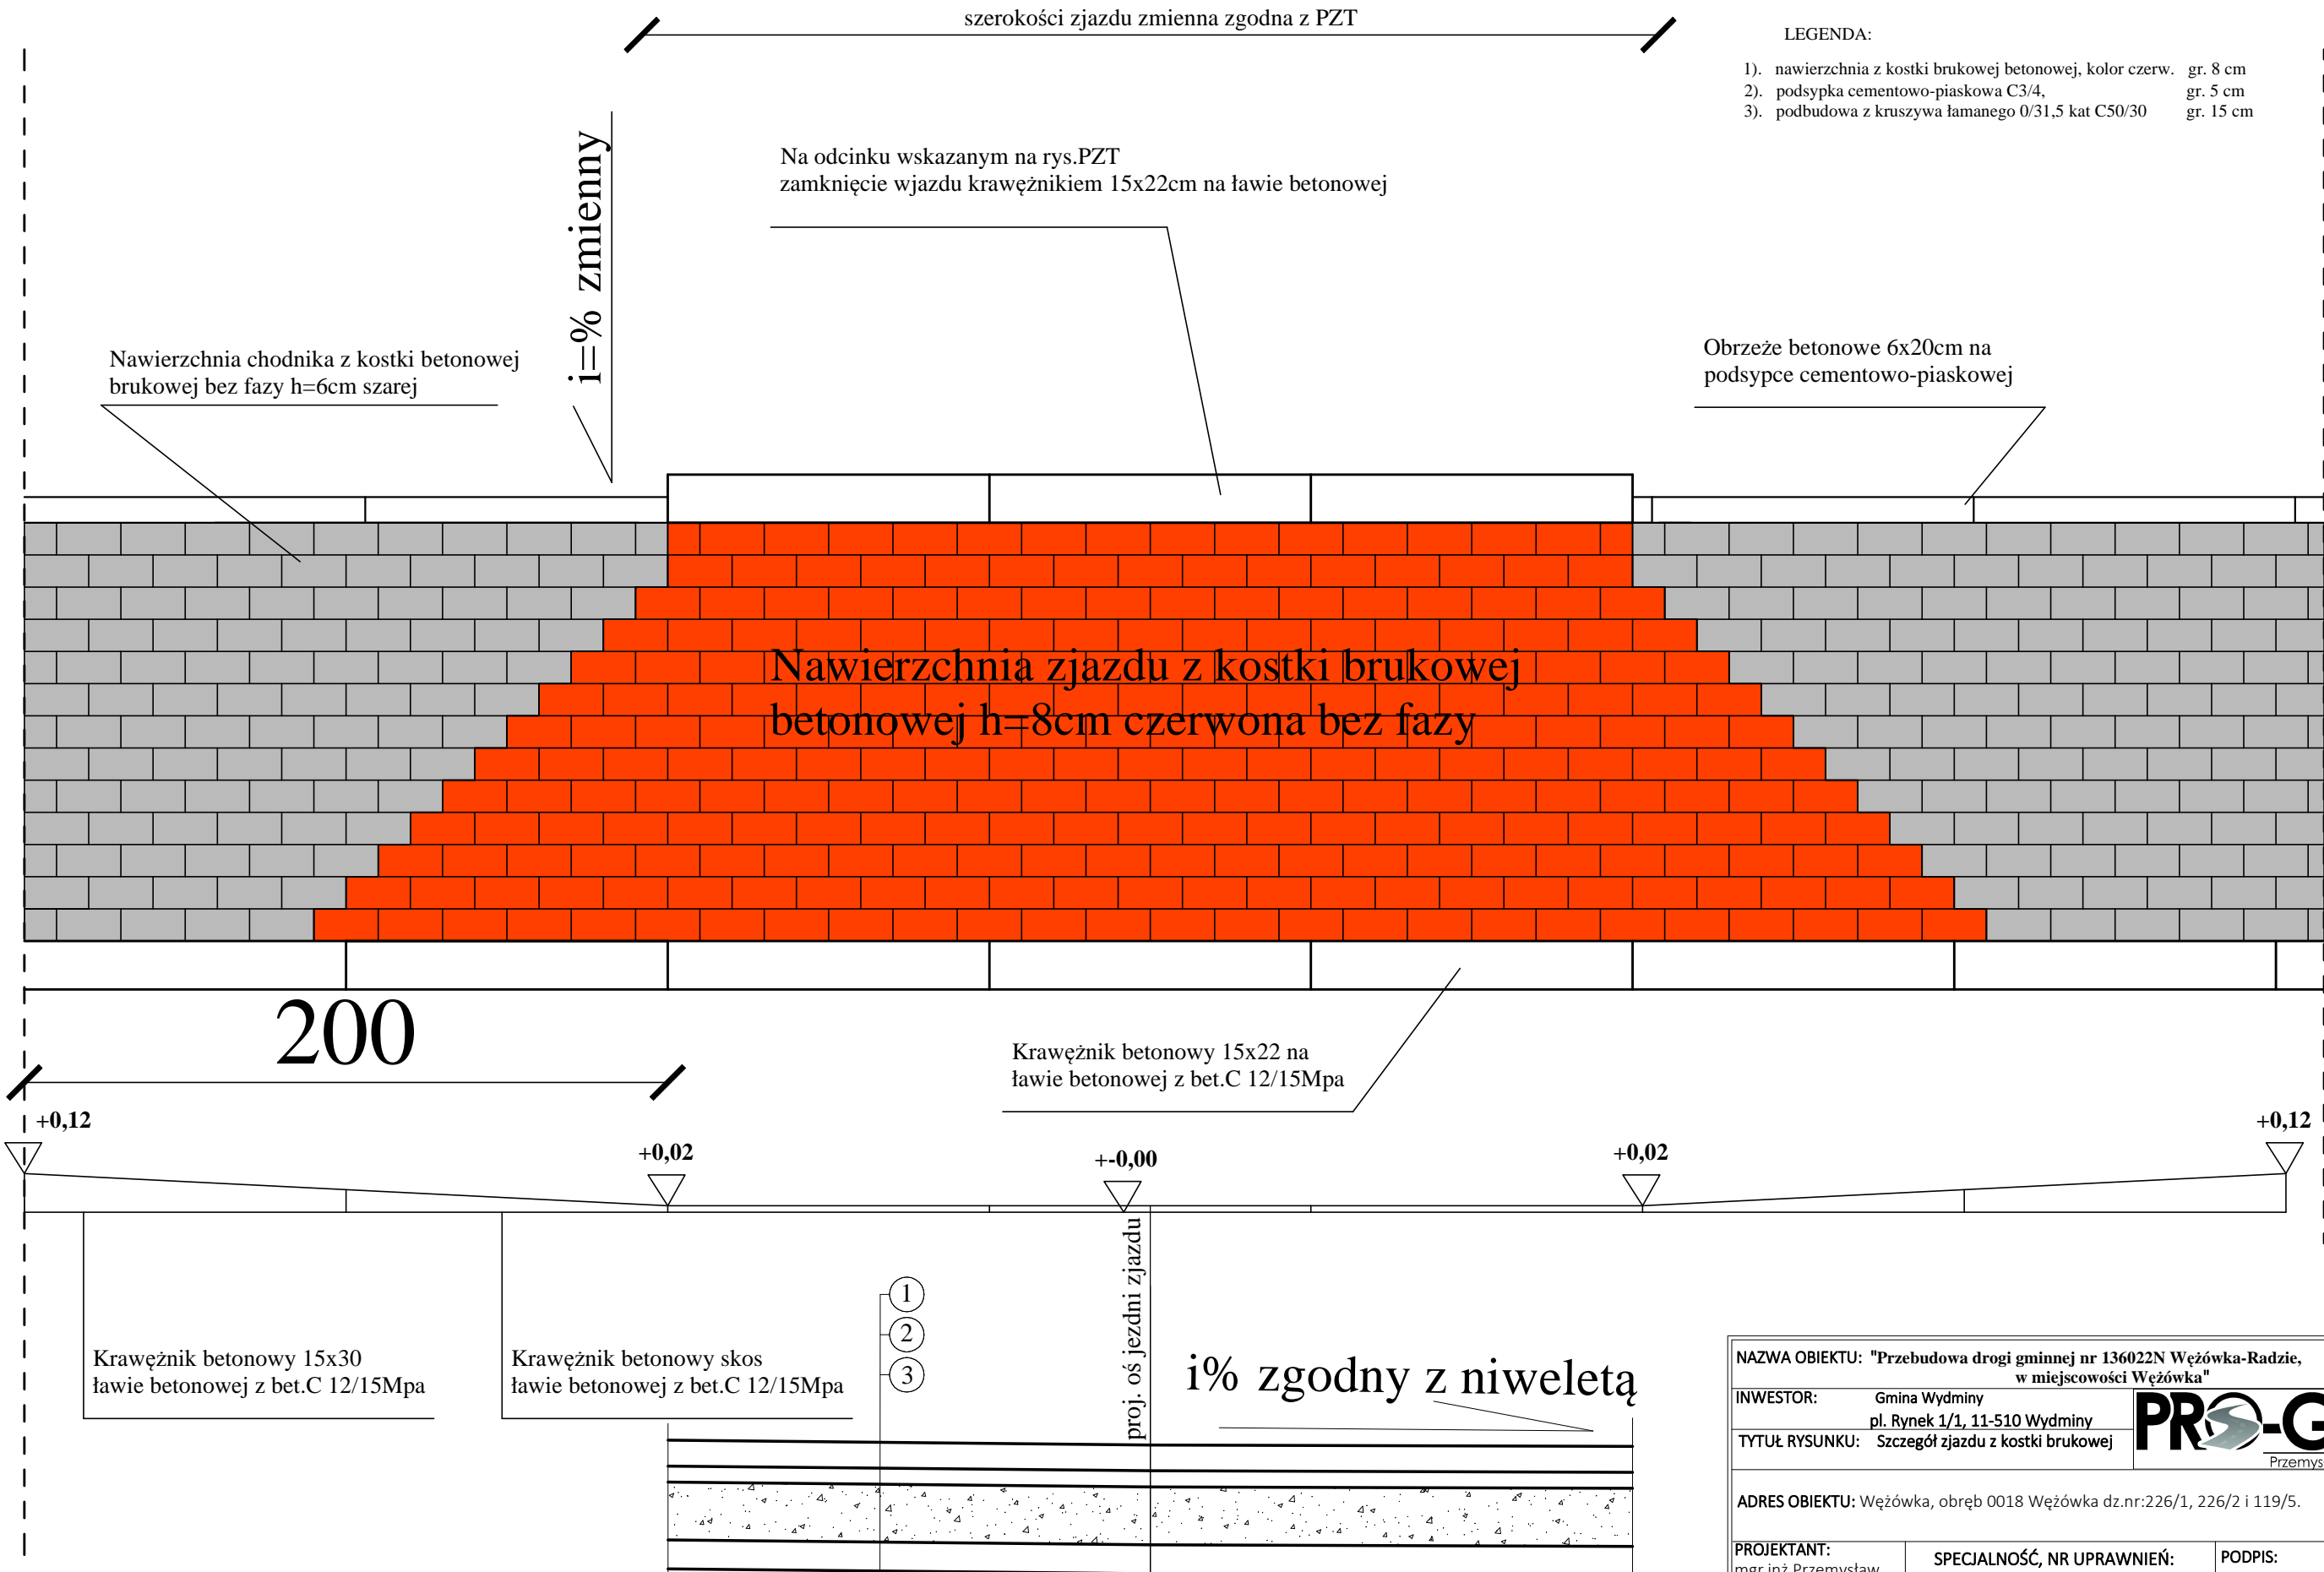 szerokości zjazdu zmienna zgodna z PZT
LEGENDA:
1). nawierzchnia z kostki brukowej betonowej, kolor czerw. gr. 8 cm
2). podsypka cementowo-piaskowa C3/4, gr. 5 cm
3). podbudowa z kruszywa łamanego 0/31,5 kat C50/30 gr. 15 cm
i=% zmienny
Na odcinku wskazanym na rys.PZT
zamknięcie wjazdu krawężnikiem 15x22cm na ławie betonowej
Nawierzchnia chodnika z kostki betonowej
brukowej bez fazy h=6cm szarej
Obrzeże betonowe 6x20cm na
podsypce cementowo-piaskowej
Nawierzchnia zjazdu z kostki brukowej
betonowej h=8cm czerwona bez fazy
200
Krawężnik betonowy 15x22 na
ławie betonowej z bet.C 12/15Mpa
+0,12
+0,02
+-0,00
+0,02
+0,12
proj. oś jezdni zjazdu
1
2
3
Krawężnik betonowy 15x30
ławie betonowej z bet.C 12/15Mpa
Krawężnik betonowy skos
ławie betonowej z bet.C 12/15Mpa
i% zgodny z niweletą
NAZWA OBIEKTU: "Przebudowa drogi gminnej nr 136022N Wężówka-Radzie,
w miejscowości Wężówka"
INWESTOR: Gmina Wydminy
pl. Rynek 1/1, 11-510 Wydminy
TYTUŁ RYSUNKU: Szczegół zjazdu z kostki brukowej
PRO-G
Przemys
ADRES OBIEKTU: Wężówka, obręb 0018 Wężówka dz.nr:226/1, 226/2 i 119/5.
PROJEKTANT:
mgr inż Przemysław
SPECJALNOŚĆ, NR UPRAWNIEŃ:
PODPIS: